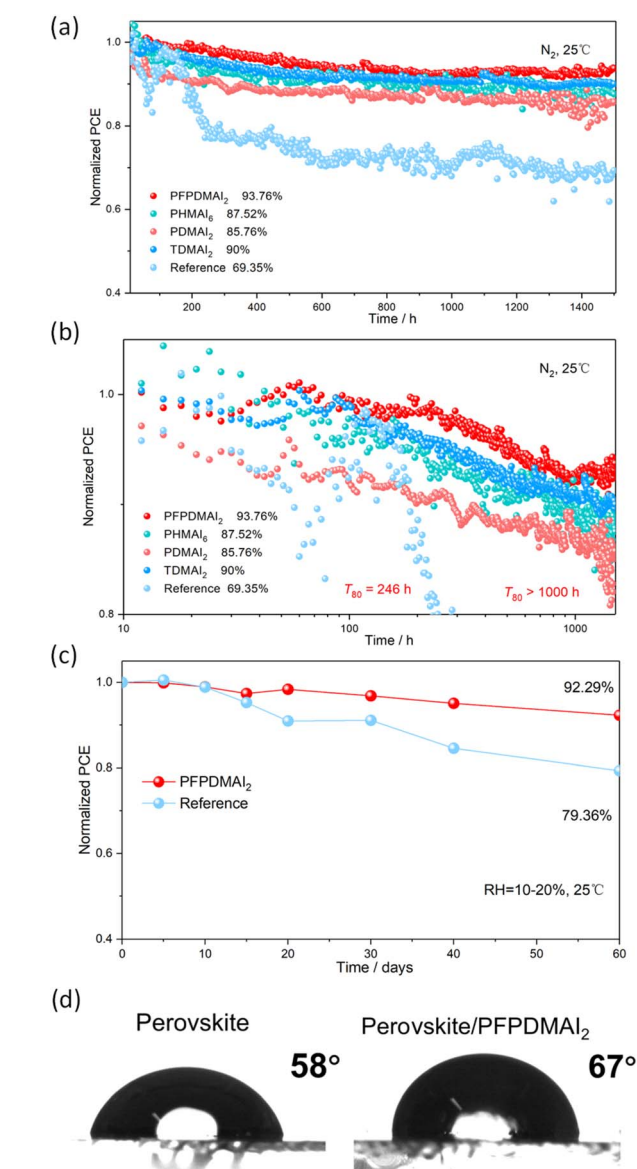 (a)
N₂, 25℃
Normalized PCE
1.0
0.9
0.8
0.7
0.6
0.4
PFPDMAI₂ 93.76%
PHMAI₆ 87.52%
PDMAI₂ 85.76%
TDMAI₂ 90%
Reference 69.35%
200 400 600 800 1000 1200 1400
Time / h
(b)
N₂, 25℃
Normalized PCE
1.0
0.8
PFPDMAI₂ 93.76%
PHMAI₆ 87.52%
PDMAI₂ 85.76%
TDMAI₂ 90%
Reference 69.35%
T₈₀ = 246 h
T₈₀ > 1000 h
10 100 1000
Time / h
(c)
Normalized PCE
1.0
0.8
0.6
0.4
92.29%
PFPDMAI₂
Reference
79.36%
RH=10-20%, 25℃
0 10 20 30 40 50 60
Time / days
(d)
Perovskite
58°
Perovskite/PFPDMAI₂
67°